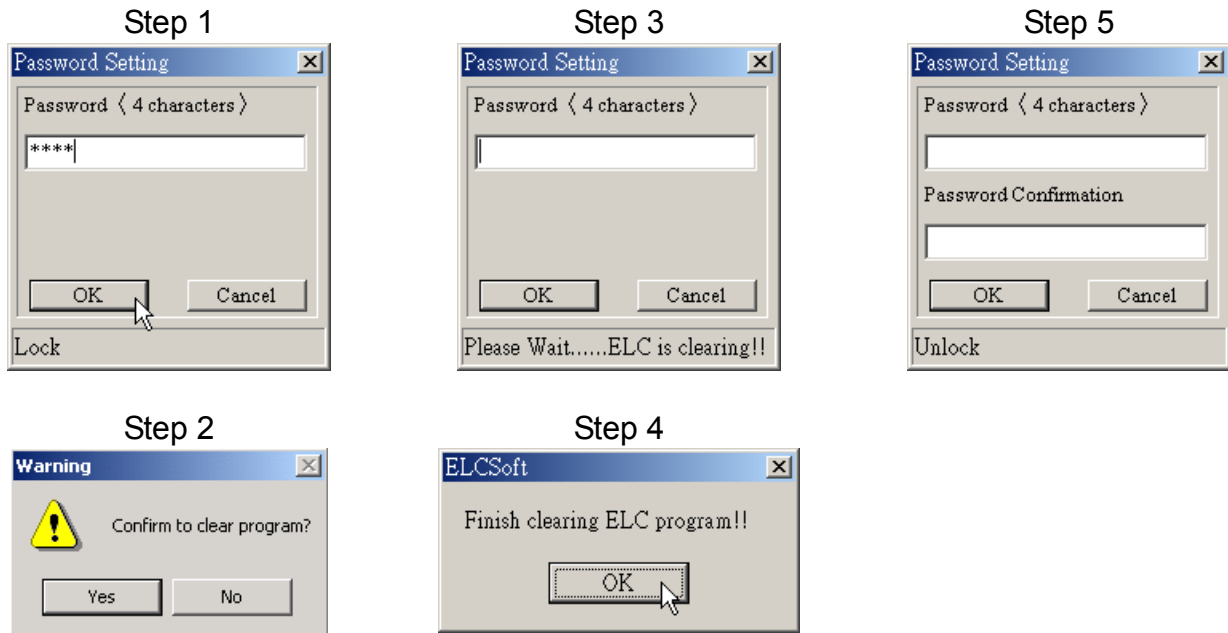 Step 1
Password Setting
Password〈4 characters〉
****
OK
Cancel
Lock
Step 2
Warning
Confirm to clear program?
Yes
No
Step 3
Password Setting
Password〈4 characters〉
OK
Cancel
Please Wait......ELC is clearing!!
Step 4
ELCSoft
Finish clearing ELC program!!
OK
Step 5
Password Setting
Password〈4 characters〉
Password Confirmation
OK
Cancel
Unlock